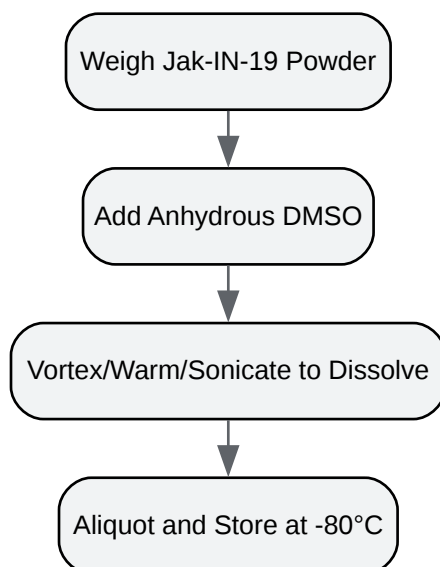 Weigh Jak-IN-19 Powder
Add Anhydrous DMSO
Vortex/Warm/Sonicate to Dissolve
Aliquot and Store at -80°C